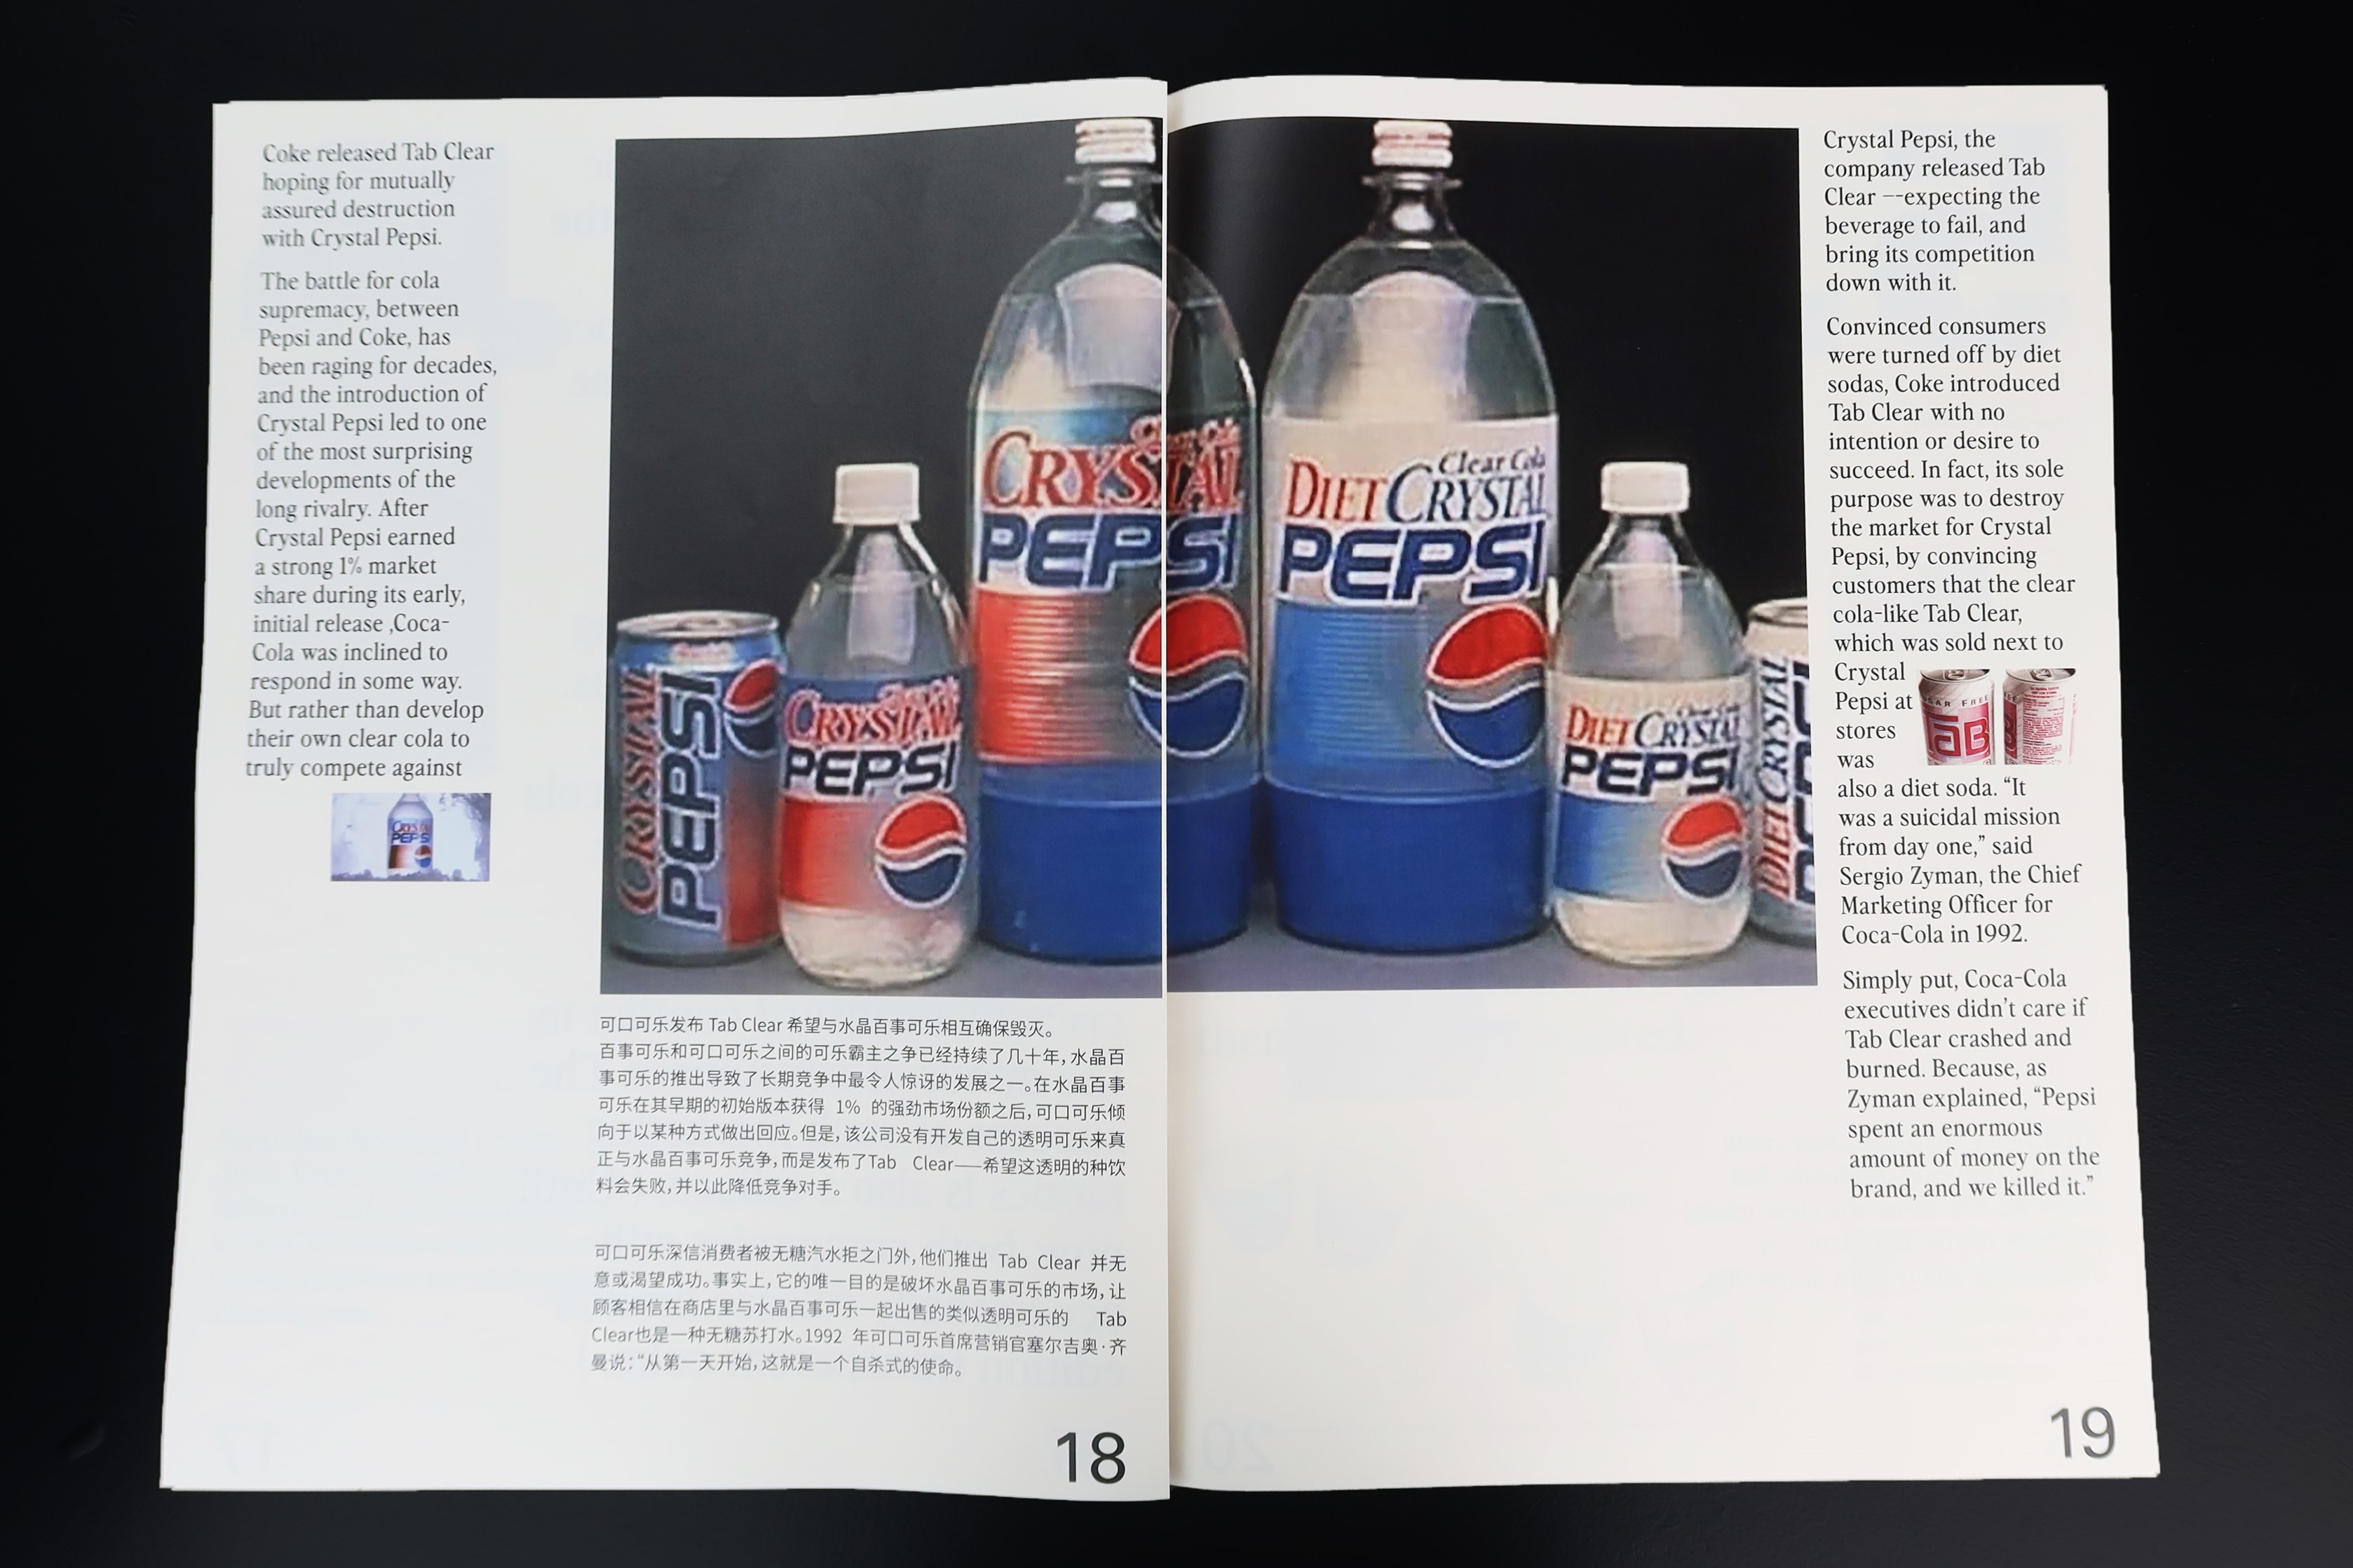 Coke released Tab Clear
hoping for mutually
assured destruction
with Crystal Pepsi.
The battle for cola
supremacy, between
Pepsi and Coke, has
been raging for decades,
and the introduction of
Crystal Pepsi led to one
of the most surprising
developments of the
long rivalry. After
Crystal Pepsi earned
a strong 1% market
share during its early,
initial release ,Coca-
Cola was inclined to
respond in some way.
But rather than develop
their own clear cola to
truly compete against
CRYSTAL
PEPSI
CRYSTAL
PEPSI
CRYSTAL
PEPSI
Clear Cola
CRYSTAL
PEPSI
Clear Cola
DIET CRYSTAL
PEPSI
DIET CRYSTAL
PEPSI
DIET CRYSTAL
可口可乐发布 Tab Clear 希望与水晶百事可乐相互确保毁灭。
百事可乐和可口可乐之间的可乐霸主之争已经持续了几十年，水晶百
事可乐的推出导致了长期竞争中最令人惊讶的发展之一。在水晶百事
可乐在其早期的初始版本获得 1% 的强劲市场份额之后，可口可乐倾
向于以某种方式做出回应。但是，该公司没有开发自己的透明可乐来真
正与水晶百事可乐竞争，而是发布了Tab Clear——希望这透明的种饮
料会失败，并以此降低竞争对手。
可口可乐深信消费者被无糖汽水拒之门外，他们推出 Tab Clear 并无
意或渴望成功。事实上，它的唯一目的是破坏水晶百事可乐的市场，让
顾客相信在商店里与水晶百事可乐一起出售的类似透明可乐的 Tab
Clear也是一种无糖苏打水。1992 年可口可乐首席营销官塞尔吉奥·齐
曼说：“从第一天开始，这就是一个自杀式的使命。
18
Crystal Pepsi, the
company released Tab
Clear --expecting the
beverage to fail, and
bring its competition
down with it.
Convinced consumers
were turned off by diet
sodas, Coke introduced
Tab Clear with no
intention or desire to
succeed. In fact, its sole
purpose was to destroy
the market for Crystal
Pepsi, by convincing
customers that the clear
cola-like Tab Clear,
which was sold next to
Crystal
Pepsi at
stores
was
TaB
also a diet soda. “It
was a suicidal mission
from day one,” said
Sergio Zyman, the Chief
Marketing Officer for
Coca-Cola in 1992.
Simply put, Coca-Cola
executives didn’t care if
Tab Clear crashed and
burned. Because, as
Zyman explained, “Pepsi
spent an enormous
amount of money on the
brand, and we killed it.”
19